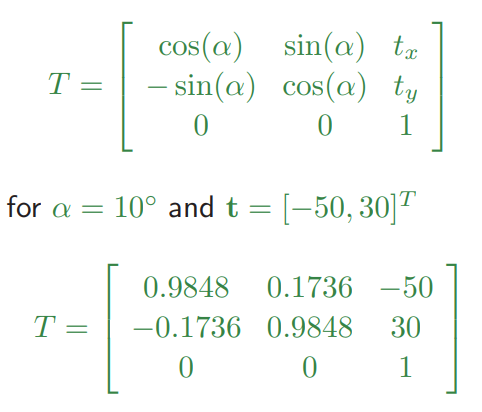 cos(α) sin(α) tₓ
T = − sin(α) cos(α) t_y
0 0 1
for α = 10° and t = [−50, 30]ᵀ
0.9848 0.1736 −50
T = −0.1736 0.9848 30
0 0 1